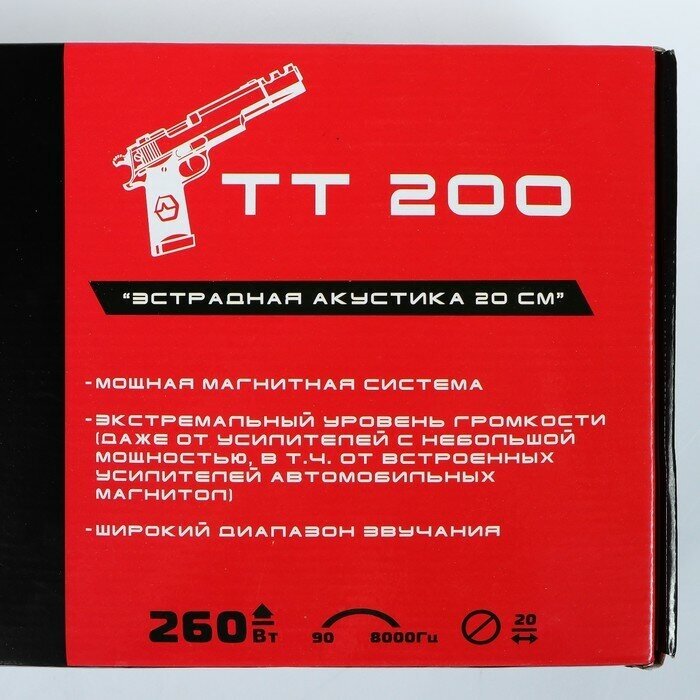 ТТ 200
"ЭСТРАДНАЯ АКУСТИКА 20 СМ"
-МОЩНАЯ МАГНИТНАЯ СИСТЕМА
-ЭКСТРЕМАЛЬНЫЙ УРОВЕНЬ ГРОМКОСТИ
(ДАЖЕ ОТ УСИЛИТЕЛЕЙ С НЕБОЛЬШОЙ
МОЩНОСТЬЮ, В Т.Ч. ОТ ВСТРОЕННЫХ
УСИЛИТЕЛЕЙ АВТОМОБИЛЬНЫХ
МАГНИТОЛ)
-ШИРОКИЙ ДИАПАЗОН ЗВУЧАНИЯ
260 Вт 90 8000Гц 20